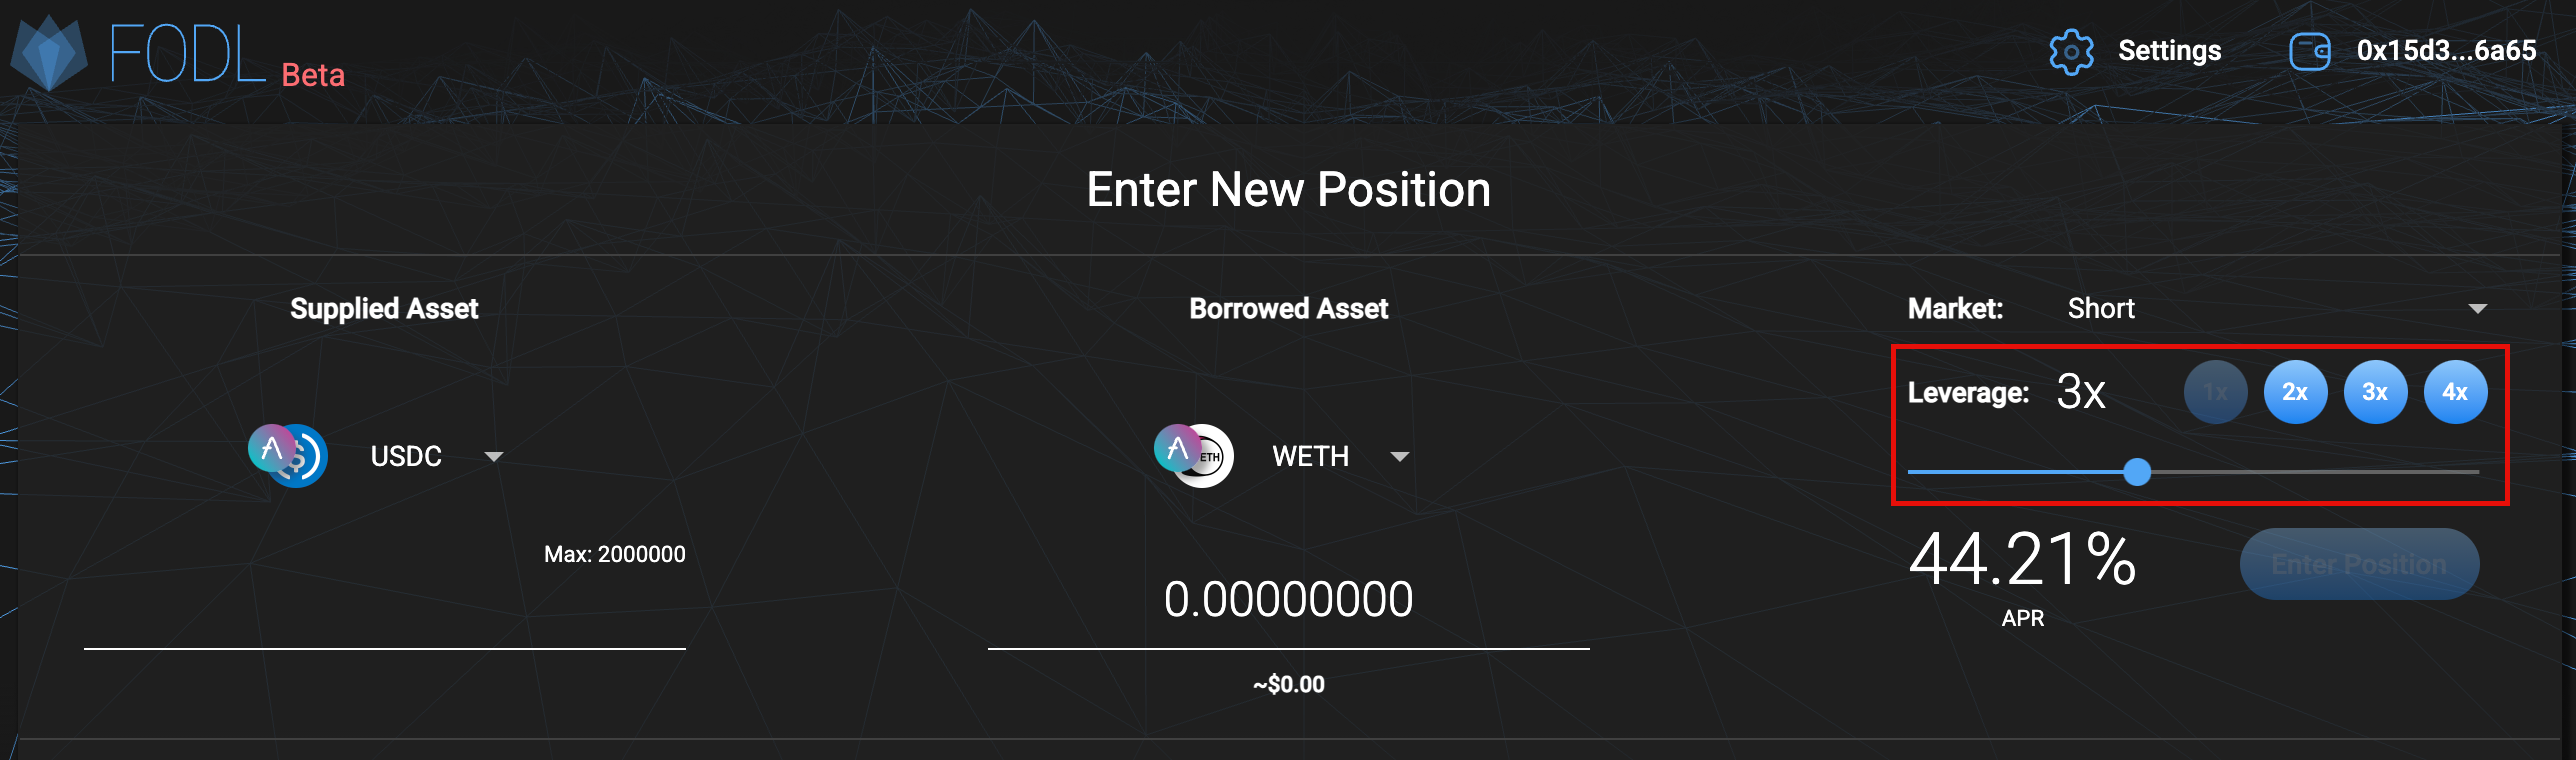 FODL Beta
Settings
0x15d3...6a65
Enter New Position
Supplied Asset
Borrowed Asset
Market: Short
Leverage: 3x
1x
2x
3x
4x
USDC
WETH
Max: 2000000
0.00000000
~$0.00
44.21%
APR
Enter Position